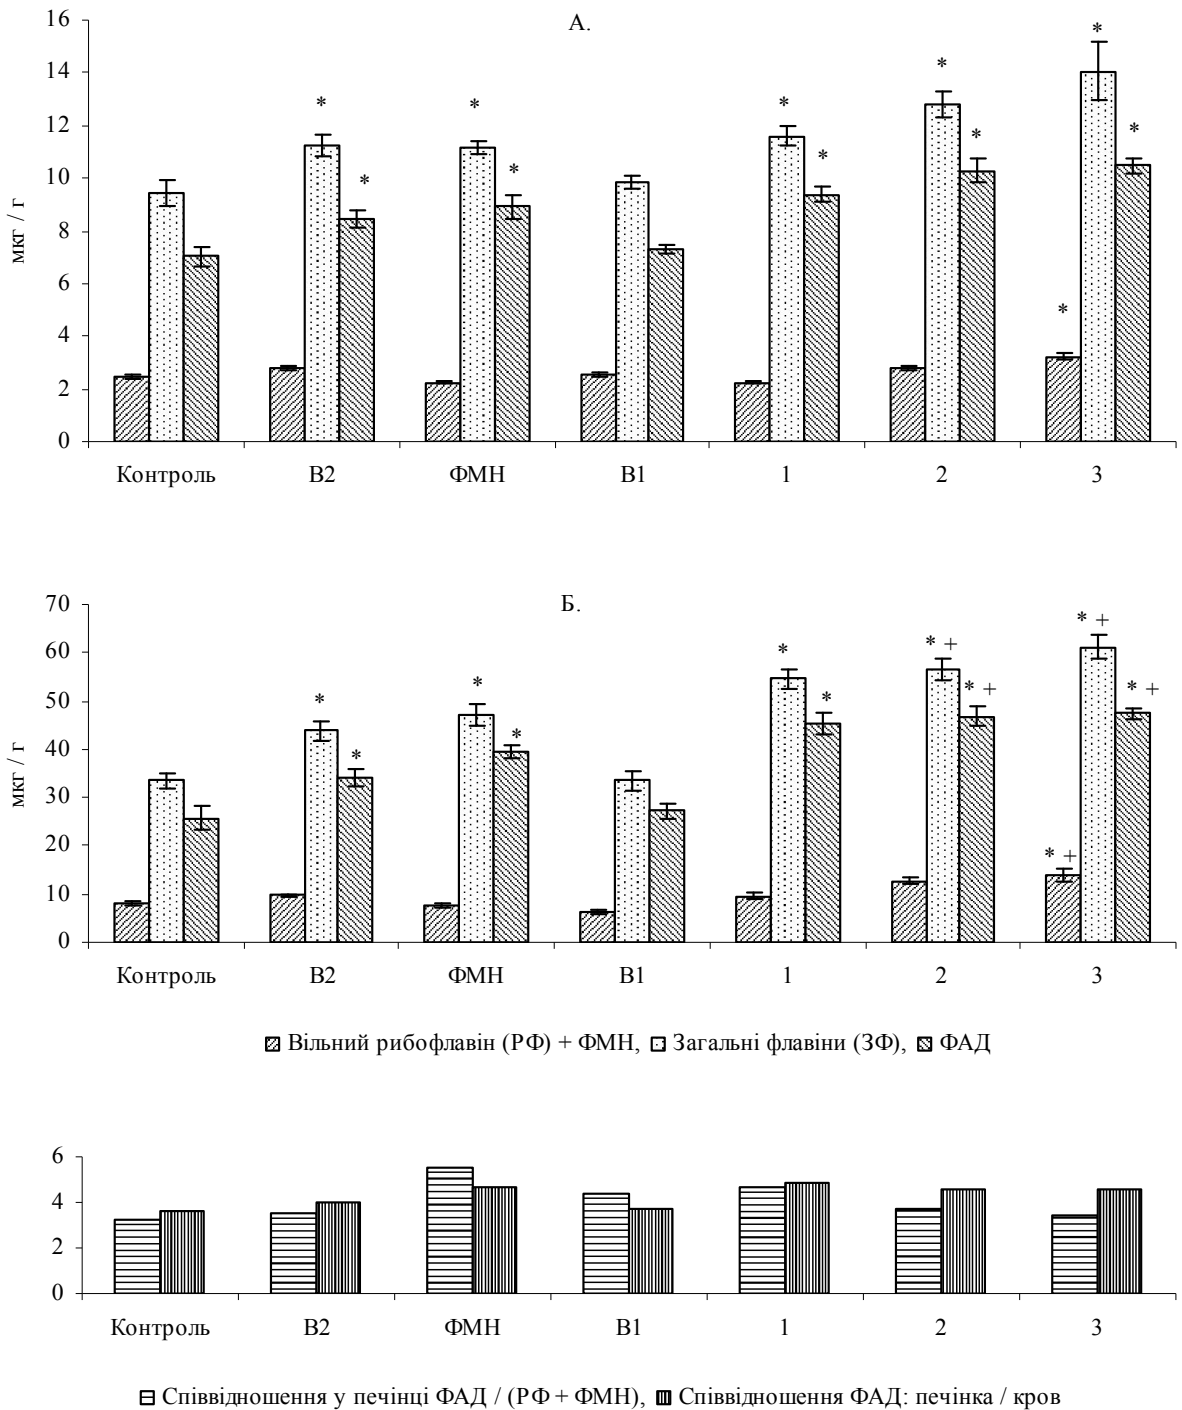 А.
16
14
12
10
8
6
4
2
0
мкг / г
* * * * * * * * * * *
Контроль В2 ФМН В1 1 2 3
Б.
70
60
50
40
30
20
10
0
мкг / г
* * * * * * * + * + * + * + * +
Контроль В2 ФМН В1 1 2 3
Вільний рибофлавін (РФ) + ФМН, Загальні флавіни (ЗФ), ФАД
6
4
2
0
Контроль В2 ФМН В1 1 2 3
Співвідношення у печінці ФАД / (РФ + ФМН), Співвідношення ФАД: печінка / кров